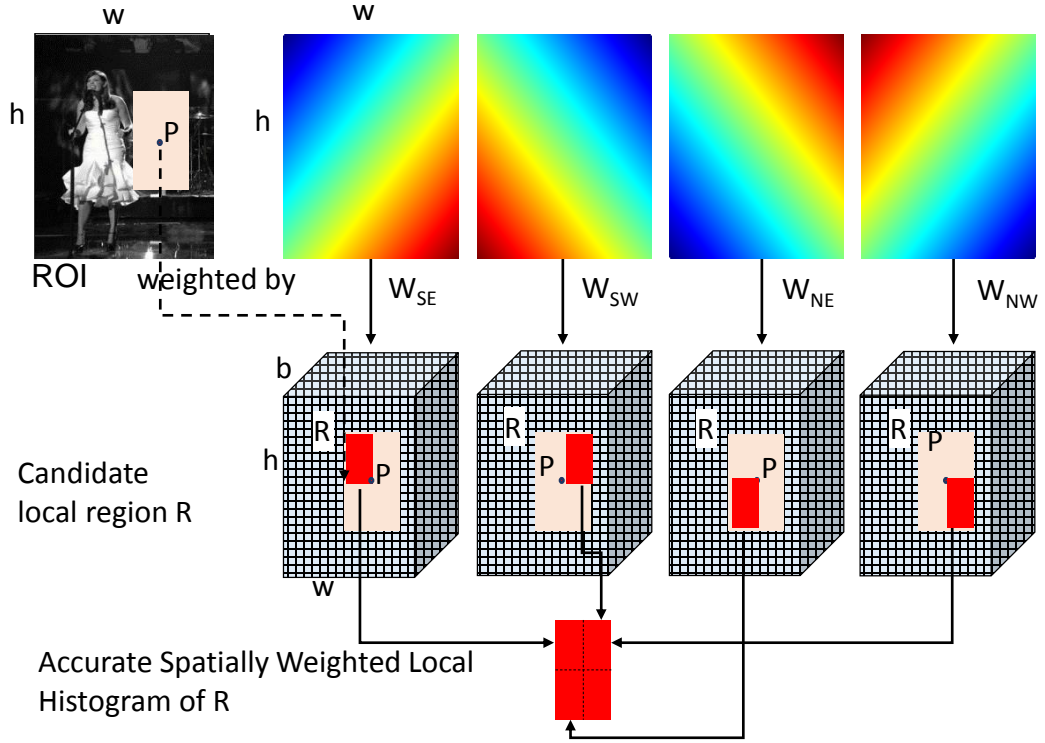 w
w
h
P
h
ROI
weighted by
W_SE
W_SW
W_NE
W_NW
b
R
R
R
R
P
h
P
P
P
Candidate
local region R
w
Accurate Spatially Weighted Local
Histogram of R